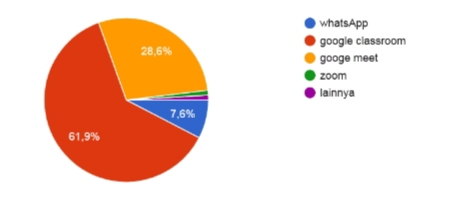 28,6%
61,9%
7,6%
whatsApp
google classroom
googe meet
zoom
lainnya